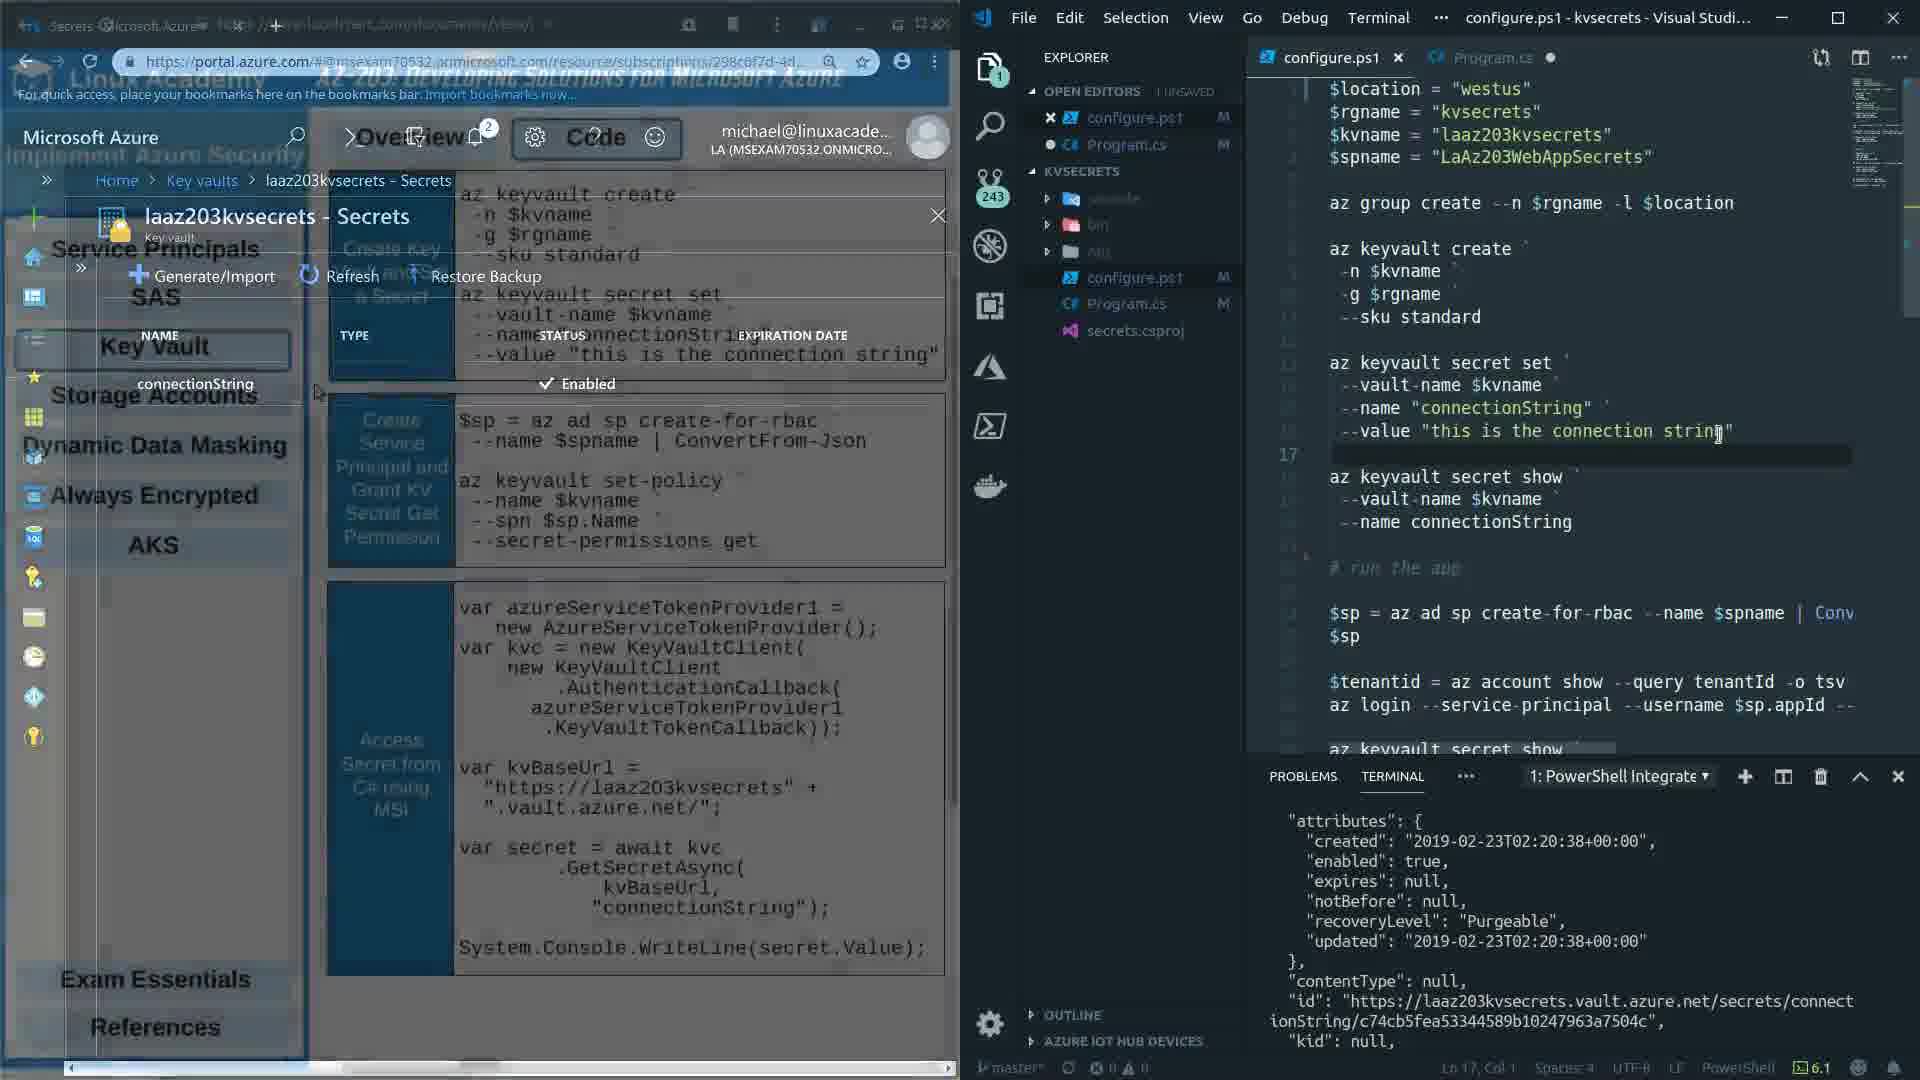 Secrets - Microsoft Azure
https://portal.azure.com/#@msexam70532.onmicrosoft.com/resource/subscriptions/298c6f7d-4d...
Linux Academy
AZ-203: Developing Solutions for Microsoft Azure
For quick access, place your bookmarks here on the bookmarks bar. Import bookmarks now...
Microsoft Azure
2
michael@linuxacade...
LA (MSEXAM70532.ONMICRO...
Overview
Code
Implement Azure Security
Home > Key vaults > laaz203kvsecrets - Secrets
laaz203kvsecrets - Secrets
Key vault
Generate/Import
Refresh
Restore Backup
NAME
TYPE
STATUS
EXPIRATION DATE
connectionString
Enabled
Service Principals
SAS
Key Vault
Storage Accounts
Dynamic Data Masking
Always Encrypted
AKS
Exam Essentials
References
az keyvault create `
-n $kvname `
-g $rgname `
--sku standard
az keyvault secret set `
--vault-name $kvname `
--name "connectionString" `
--value "this is the connection string"
Create
Service
Principal and
Grant KV
Secret Get
Permission
$sp = az ad sp create-for-rbac
--name $spname | ConvertFrom-Json
az keyvault set-policy `
--name $kvname `
--spn $sp.Name `
--secret-permissions get
Access
Secret from
C# using
MSI
var azureServiceTokenProvider1 =
new AzureServiceTokenProvider();
var kvc = new KeyVaultClient(
new KeyVaultClient
.AuthenticationCallback(
azureServiceTokenProvider1
.KeyVaultTokenCallback));
var kvBaseUrl =
"https://laaz203kvsecrets" +
".vault.azure.net/";
var secret = await kvc
.GetSecretAsync(
kvBaseUrl,
"connectionString");
System.Console.WriteLine(secret.Value);
File Edit Selection View Go Debug Terminal ··· configure.ps1 - kvsecrets - Visual Studi...
EXPLORER
OPEN EDITORS 1 UNSAVED
configure.ps1 M
Program.cs M
KVSECRETS
.vscode
bin
obj
configure.ps1 M
Program.cs M
secrets.csproj
OUTLINE
AZURE IOT HUB DEVICES
1
243
configure.ps1
Program.cs
$location = "westus"
$rgname = "kvsecrets"
$kvname = "laaz203kvsecrets"
$spname = "LaAz203WebAppSecrets"
az group create --n $rgname -l $location
az keyvault create `
-n $kvname `
-g $rgname `
--sku standard
az keyvault secret set `
--vault-name $kvname `
--name "connectionString" `
--value "this is the connection string"
17
az keyvault secret show `
--vault-name $kvname `
--name connectionString
# run the app
$sp = az ad sp create-for-rbac --name $spname | Conv
$sp
$tenantid = az account show --query tenantId -o tsv
az login --service-principal --username $sp.appId --
az keyvault secret show `
PROBLEMS TERMINAL ··· 1: PowerShell Integrate
"attributes": {
"created": "2019-02-23T02:20:38+00:00",
"enabled": true,
"expires": null,
"notBefore": null,
"recoveryLevel": "Purgeable",
"updated": "2019-02-23T02:20:38+00:00"
},
"contentType": null,
"id": "https://laaz203kvsecrets.vault.azure.net/secrets/connect
ionString/c74cb5fea53344589b10247963a7504c",
"kid": null,
master* 0 0 Ln 17, Col 1 Spaces: 4 UTF-8 LF PowerShell 6.1